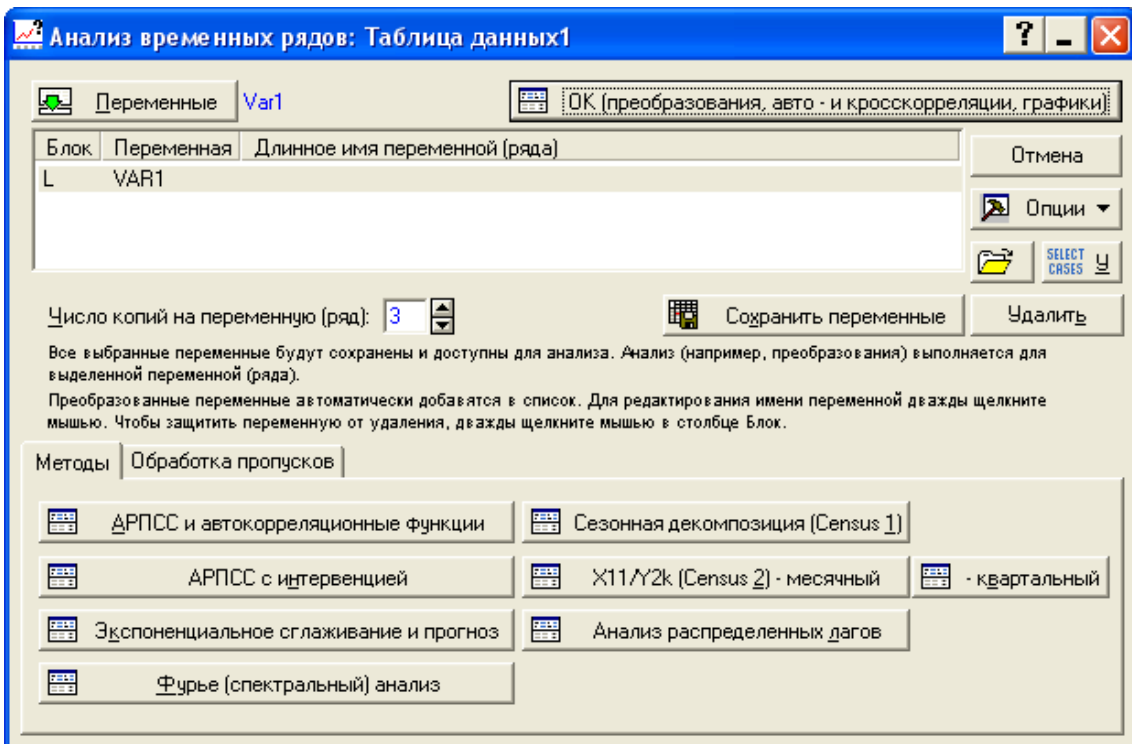 Анализ временных рядов: Таблица данных1
Переменные Var1 ОК (преобразования, авто - и кросскорреляции, графики)
Блок Переменная Длинное имя переменной (ряда)
L VAR1
Отмена
Опции
SELECT CASES У
Число копий на переменную (ряд): 3 Сохранить переменные Удалить
Все выбранные переменные будут сохранены и доступны для анализа. Анализ (например, преобразования) выполняется для
выделенной переменной (ряда).
Преобразованные переменные автоматически добавятся в список. Для редактирования имени переменной дважды щелкните
мышью. Чтобы защитить переменную от удаления, дважды щелкните мышью в столбце Блок.
Методы Обработка пропусков
АРПСС и автокорреляционные функции Сезонная декомпозиция (Census 1)
АРПСС с интервенцией X11/Y2k (Census 2) - месячный - квартальный
Экспоненциальное сглаживание и прогноз Анализ распределенных лагов
Фурье (спектральный) анализ